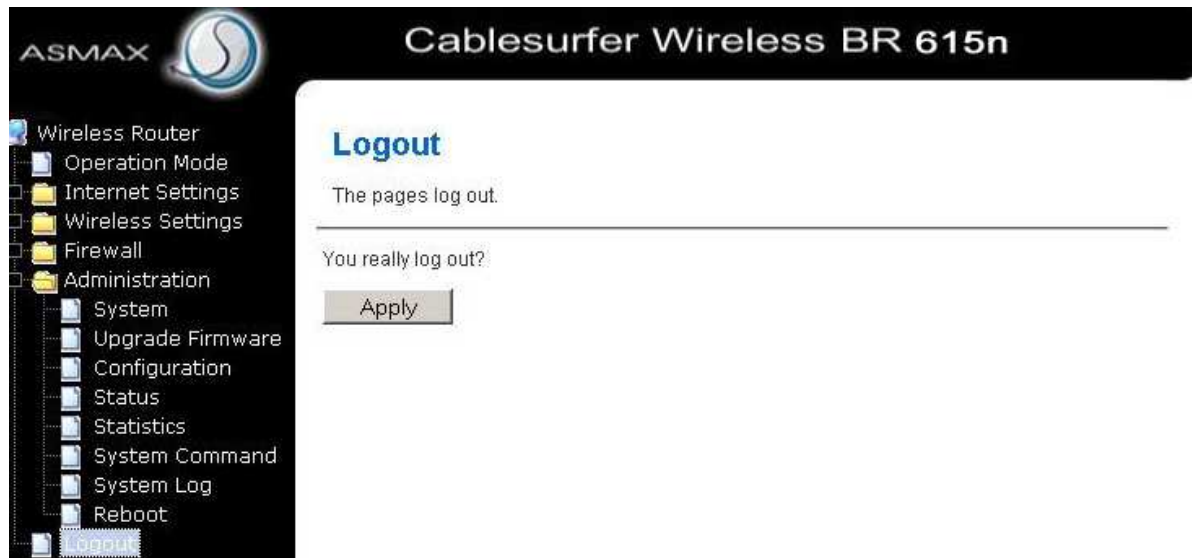 ASMAX
Cablesurfer Wireless BR 615n
Wireless Router
Operation Mode
Internet Settings
Wireless Settings
Firewall
Administration
System
Upgrade Firmware
Configuration
Status
Statistics
System Command
System Log
Reboot
Logout
Logout
The pages log out.
You really log out?
Apply